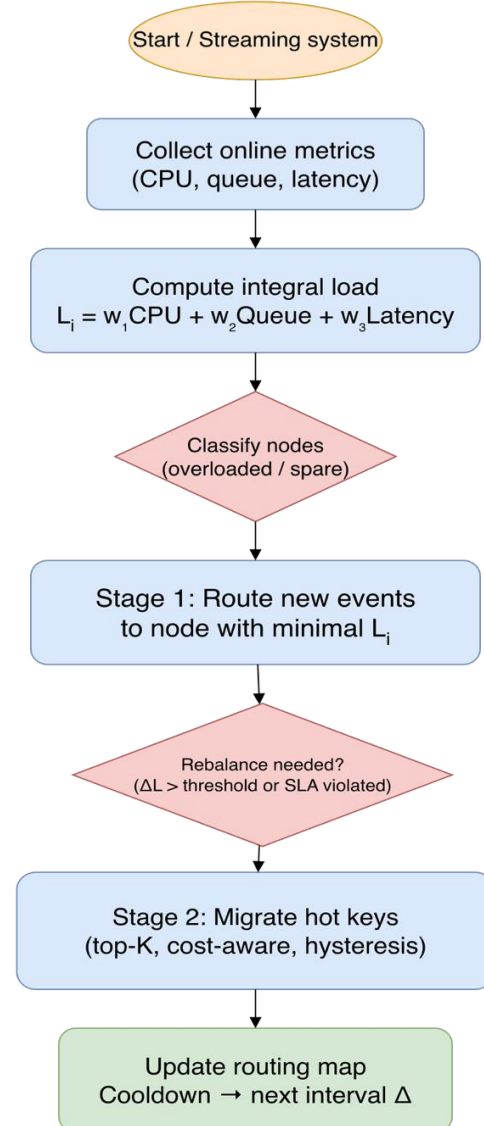 Start / Streaming system
Collect online metrics
(CPU, queue, latency)
Compute integral load
Lᵢ = w₁CPU + w₂Queue + w₃Latency
Classify nodes
(overloaded / spare)
Stage 1: Route new events
to node with minimal Lᵢ
Rebalance needed?
(ΔL > threshold or SLA violated)
Stage 2: Migrate hot keys
(top-K, cost-aware, hysteresis)
Update routing map
Cooldown → next interval Δ